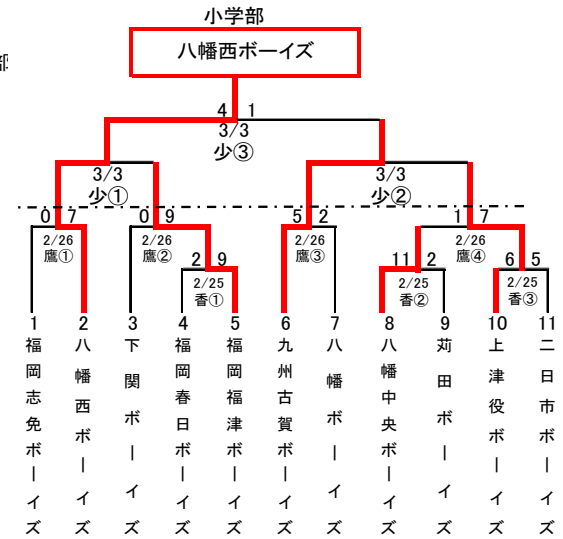 小学部
八幡西ボーイズ
部
4 1
3/3
少③
3/3 3/3
少① 少②
0 7 0 9 5 2 1 7
2/26 2/26 2/26 2/26
鷹① 鷹② 鷹③ 鷹④
2 9 11 2 6 5
2/25 2/25 2/25
香① 香② 香③
1 2 3 4 5 6 7 8 9 10 11
福岡志免ボーイズ
八幡西ボーイズ
下関ボーイズ
福岡春日ボーイズ
福岡福津ボーイズ
九州古賀ボーイズ
八幡ボーイズ
八幡中央ボーイズ
苅田ボーイズ
上津役ボーイズ
二日市ボーイズ